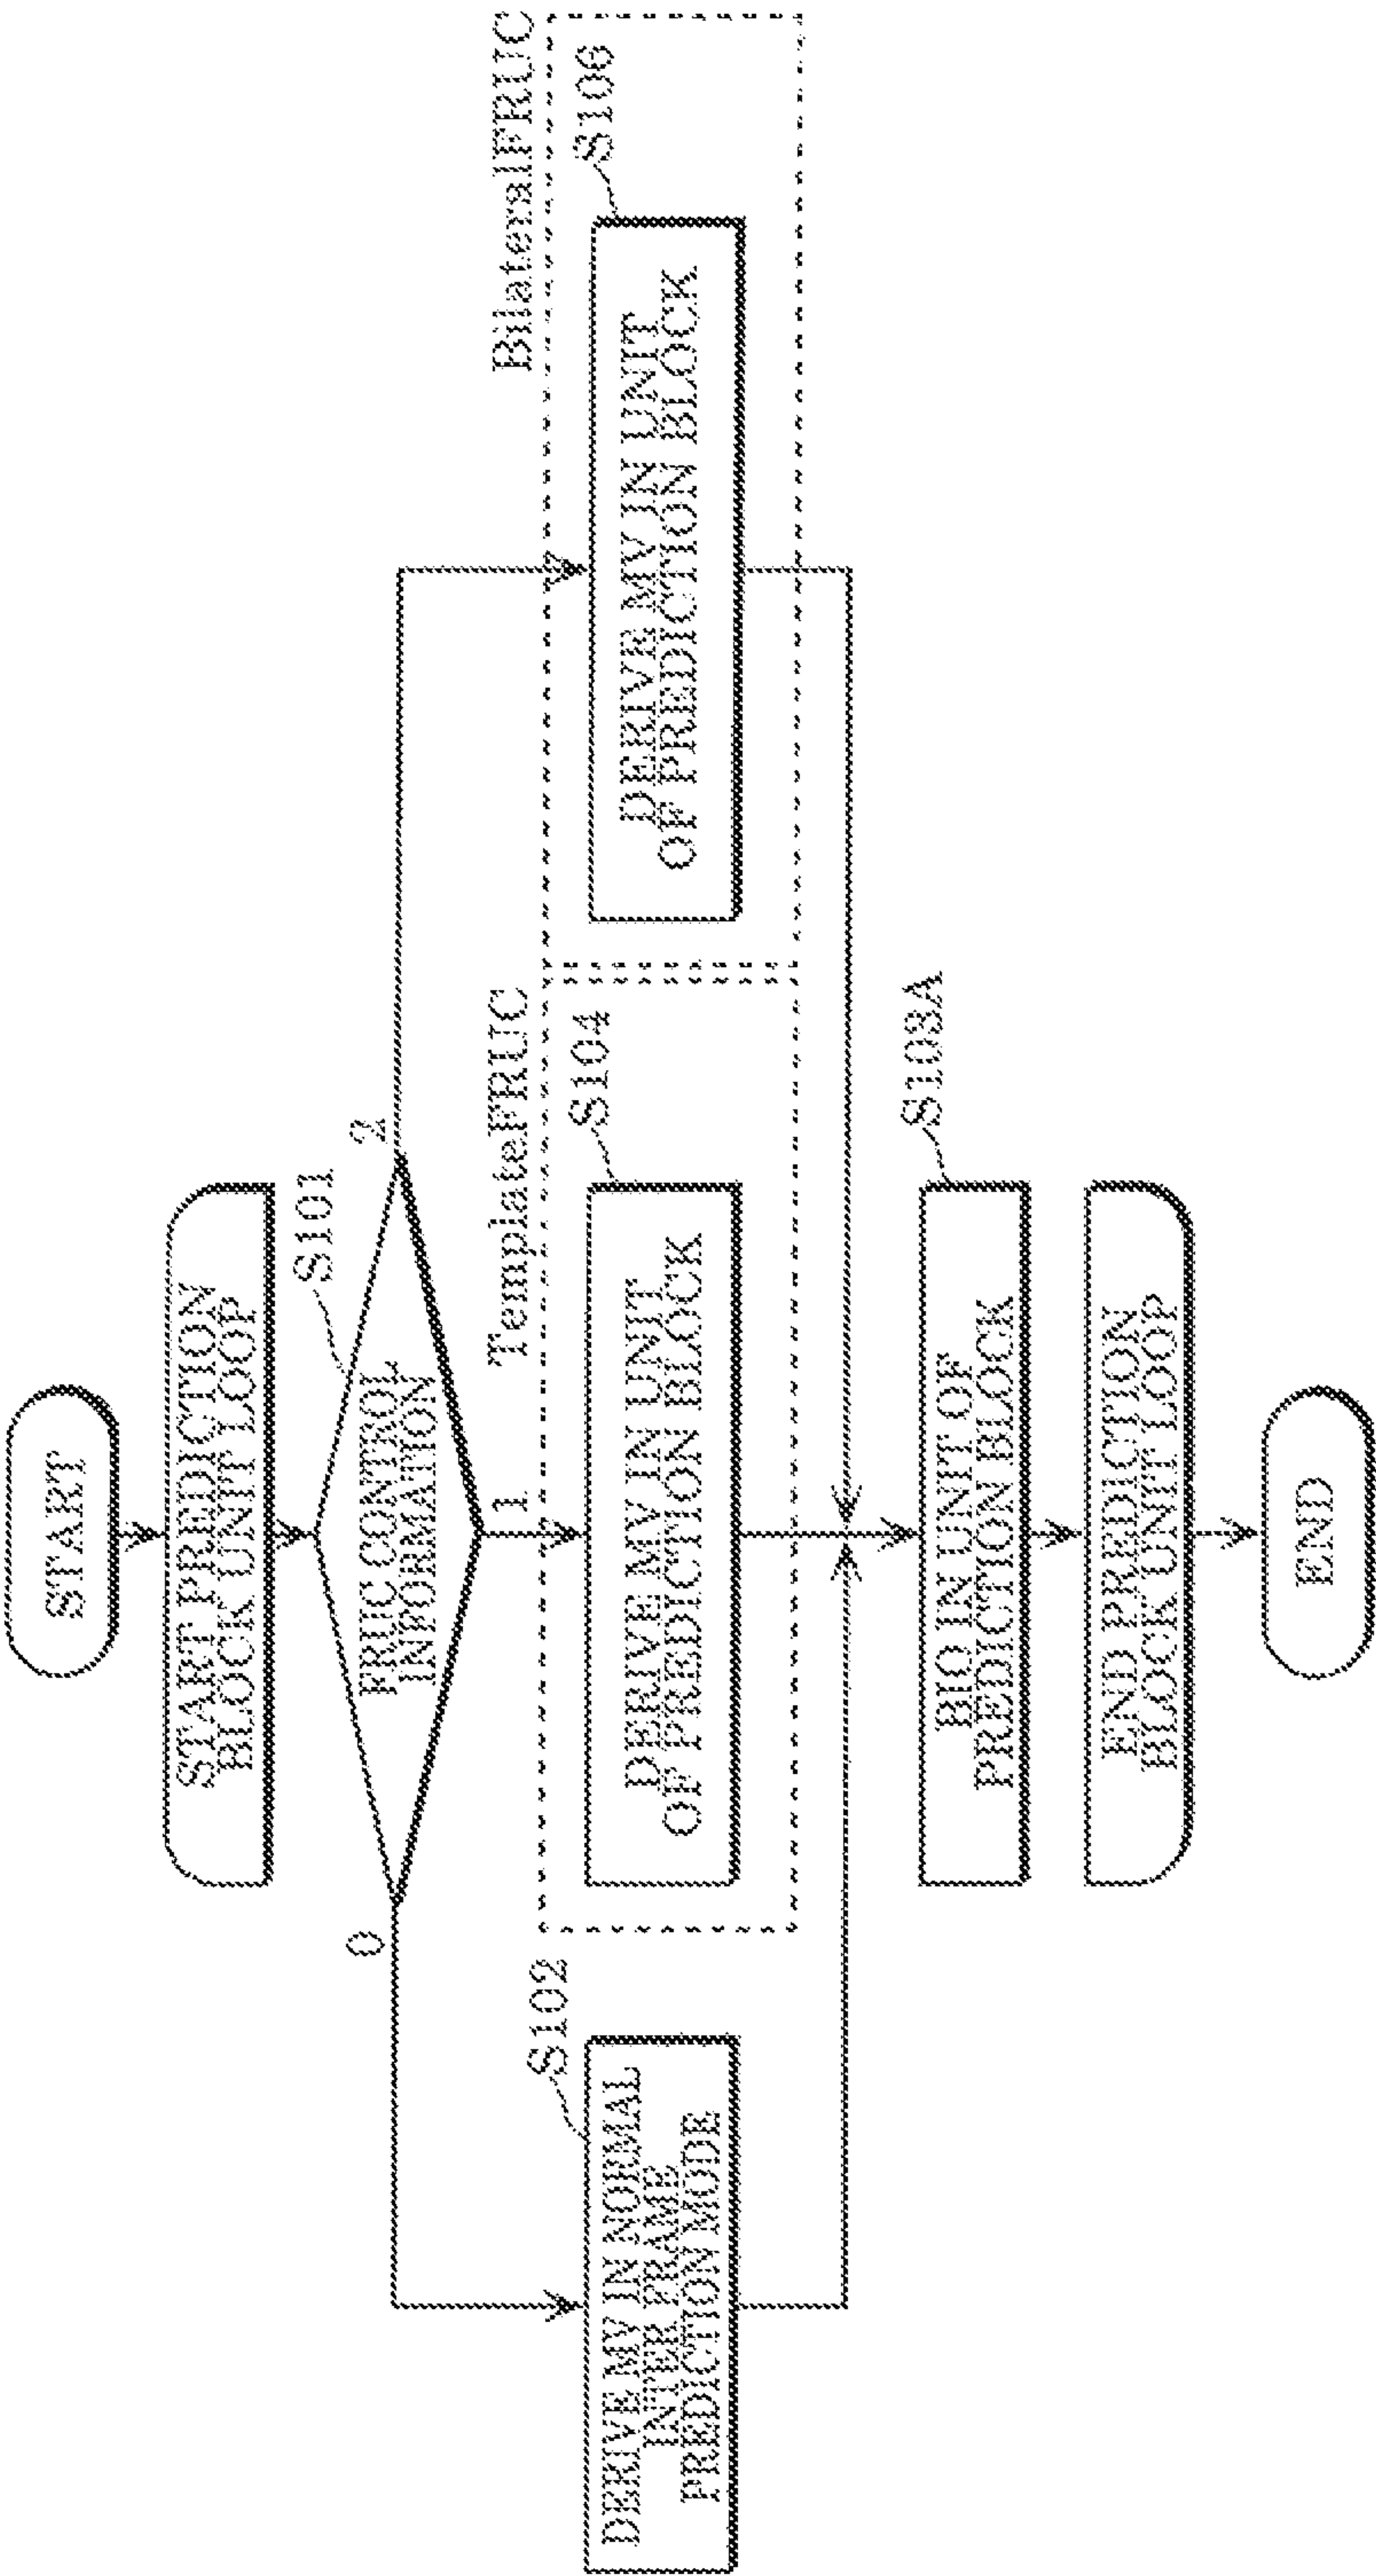 START
START PREDICTION
BLOCK UNIT LOOP
S101
FRUC CONTROL
INFORMATION
0
1
2
S102
DERIVE MV IN NORMAL
INTER FRAME
PREDICTION MODE
TemplateFRUC
S104
DERIVE MV IN UNIT
OF PREDICTION BLOCK
BilateralFRUC
S106
DERIVE MV IN UNIT
OF PREDICTION BLOCK
S103A
BIO IN UNIT OF
PREDICTION BLOCK
END PREDICTION
BLOCK UNIT LOOP
END